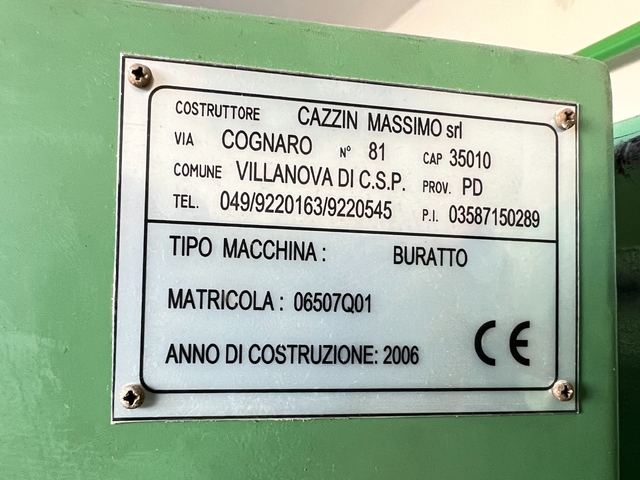 COSTRUTTORE CAZZIN MASSIMO srl
VIA COGNARO N° 81 CAP 35010
COMUNE VILLANOVA DI C.S.P. PROV. PD
TEL. 049/9220163/9220545 P.I. 03587150289
TIPO MACCHINA : BURATTO
MATRICOLA : 06507Q01
ANNO DI COSTRUZIONE: 2006
CE